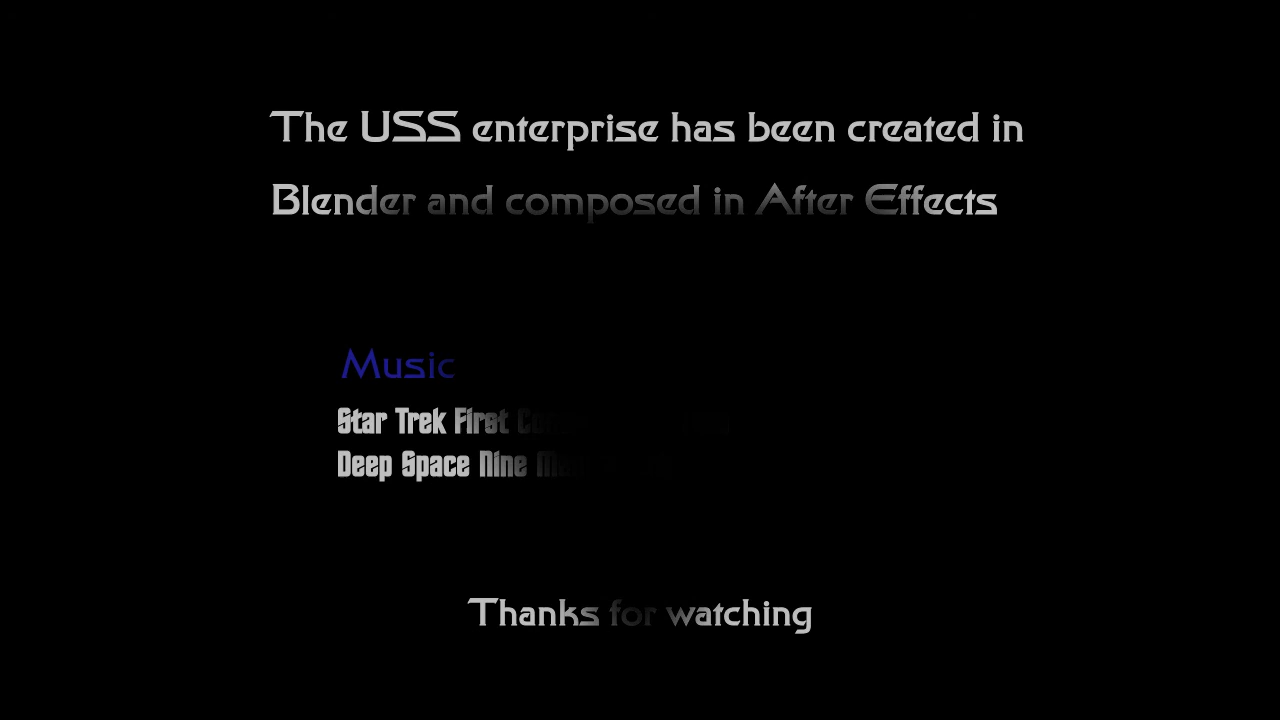 The USS enterprise has been created in
Blender and composed in After Effects
Music
Star Trek First
Deep Space Nine
Thanks for watching